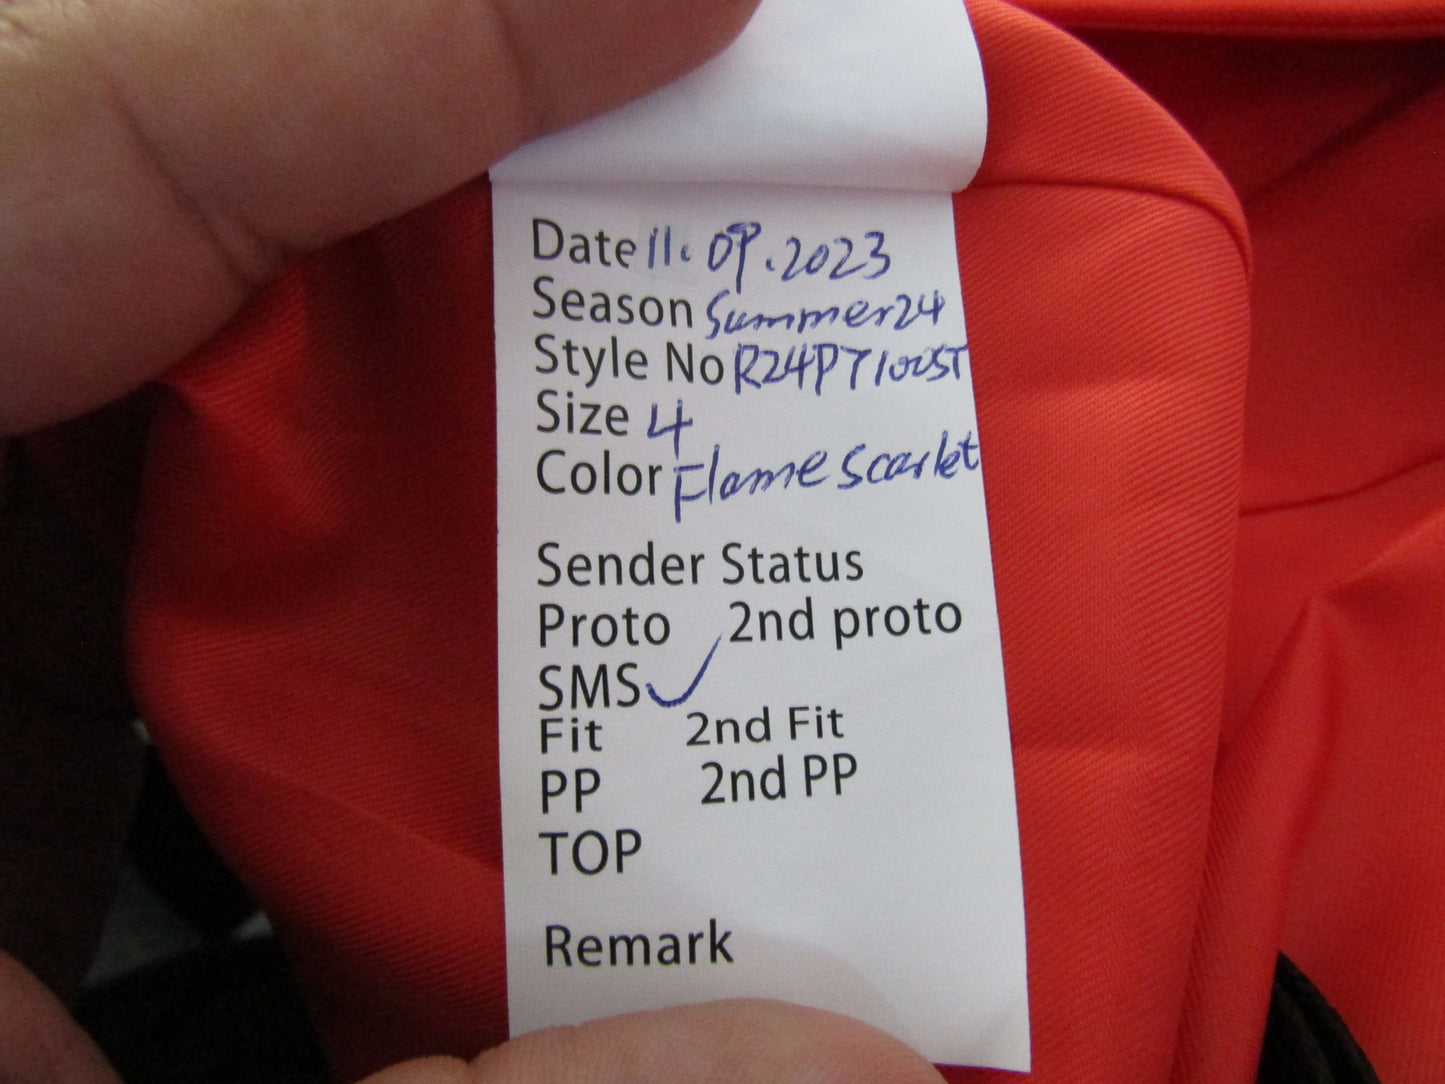 Date 11.09.2023
Season Summer24
Style No R24PT100ST
Size 4
Color Flame Scarlet
Sender Status
Proto 2nd proto
SMS ✓
Fit 2nd Fit
PP 2nd PP
TOP
Remark